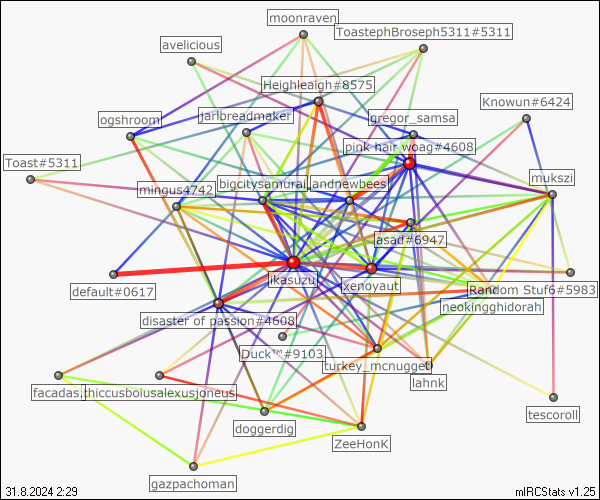 moonraven
ToastephBroseph5311#5311
avelicious
Heighleaigh#8575
Knowun#6424
ogshroom
jarlbreadmaker
gregor_samsa
pink hair woag#4608
Toast#5311
mingus4742
bigcitysamurai
andnewbees
mukszi
asad#6947
ikasuzu
xenoyaut
default#0617
Random Stuf6#5983
disaster of passion#4608
neokingghidorah
Duck™#9103
turkey_mcnugget
lahnk
facadas.
thiccusboiusalexusjoneus
doggerdig
tescoroll
ZeeHonK
gazpachoman
31.8.2024 2:29
mIRCStats v1.25